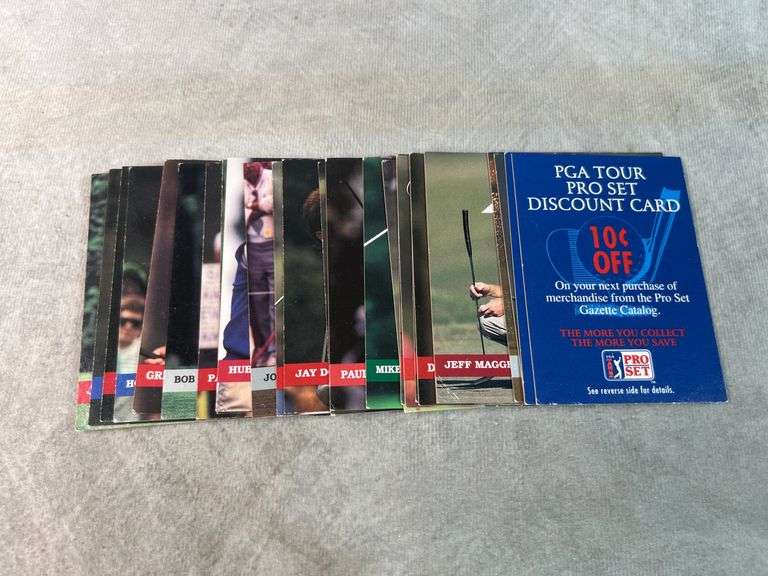 HO
GR
BOB
PA
HUB
JO
JAY D
PAUL
MIKE
D
JEFF MAGG
PGA TOUR
PRO SET
DISCOUNT CARD
10¢
OFF
On your next purchase of
merchandise from the Pro Set
Gazette Catalog.
THE MORE YOU COLLECT
THE MORE YOU SAVE
PRO
SET
See reverse side for details.